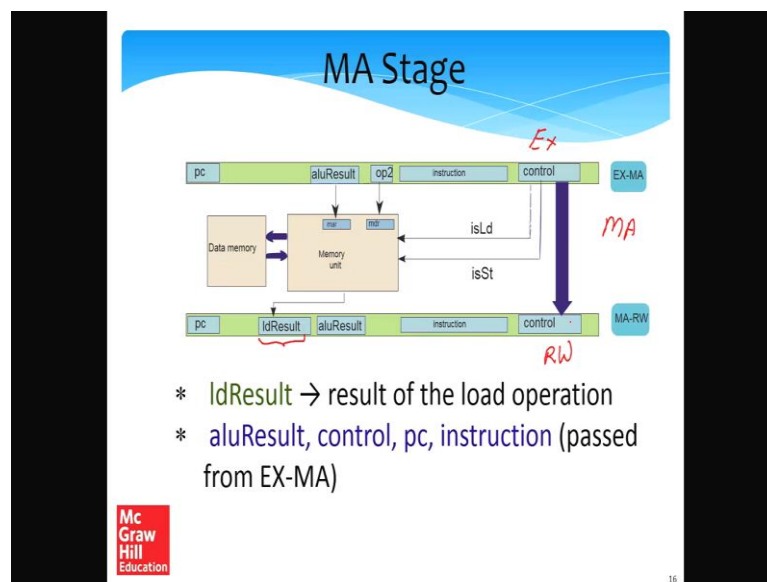 MA Stage
Ex
pc aluResult op2 instruction control EX-MA
mar mdr
isLd
MA
Data memory
Memory
unit
isSt
pc ldResult aluResult instruction control MA-RW
RW
* ldResult → result of the load operation
* aluResult, control, pc, instruction (passed
from EX-MA)
Mc
Graw
Hill
Education
16